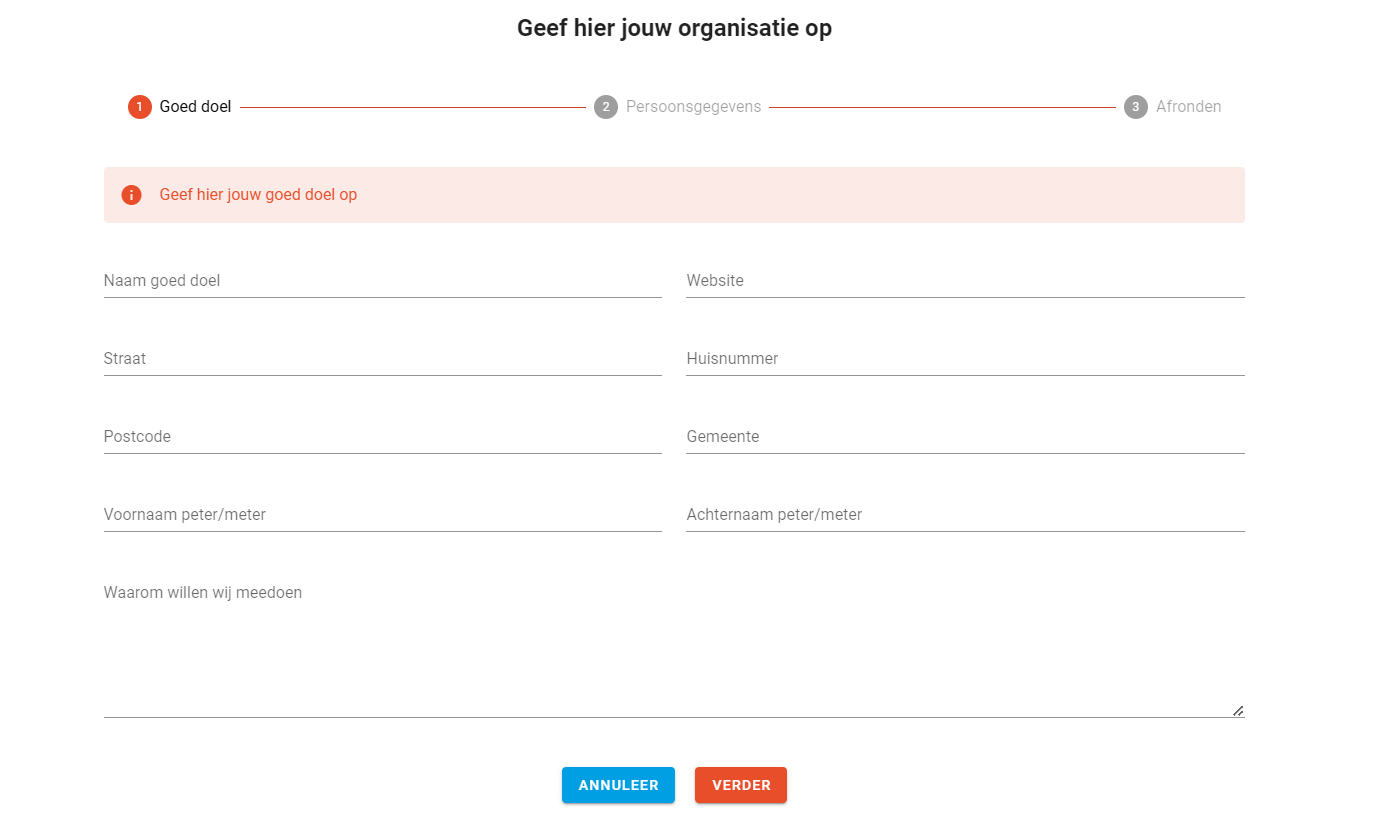 Geef hier jouw organisatie op
1 Goed doel 2 Persoonsgegevens 3 Afronden
Geef hier jouw goed doel op
Naam goed doel Website
Straat Huisnummer
Postcode Gemeente
Voornaam peter/meter Achternaam peter/meter
Waarom willen wij meedoen
ANNULEER VERDER